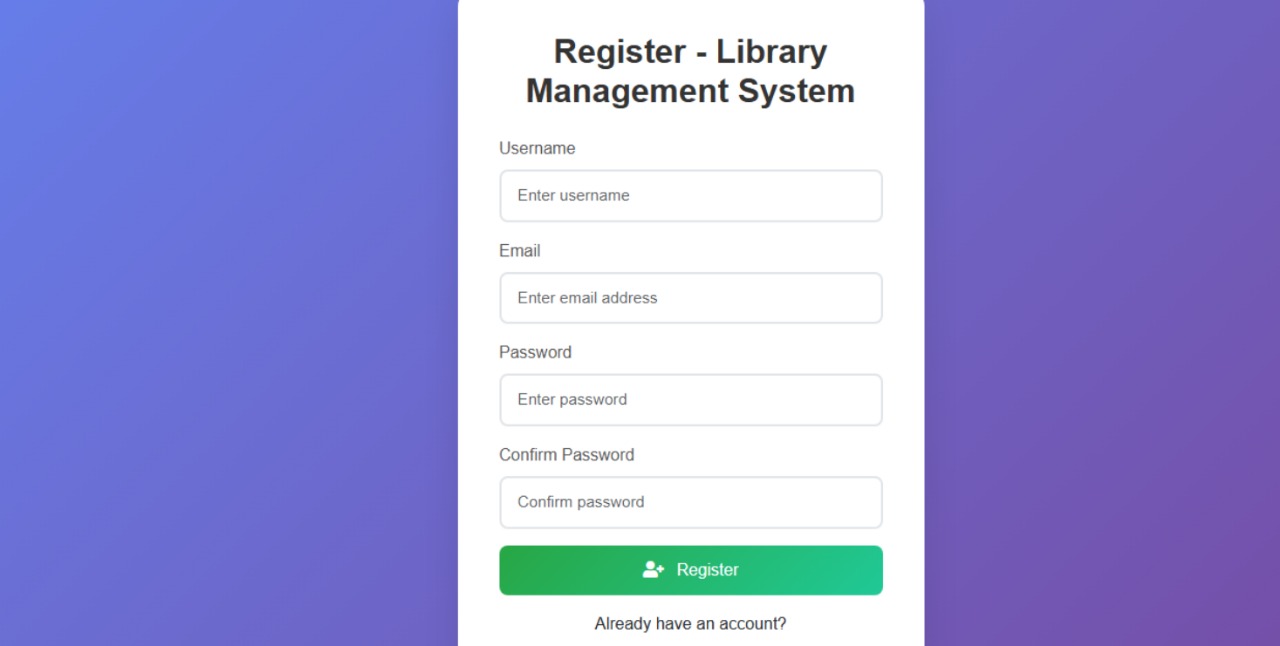 Register - Library
Management System
Username
Enter username
Email
Enter email address
Password
Enter password
Confirm Password
Confirm password
Register
Already have an account?